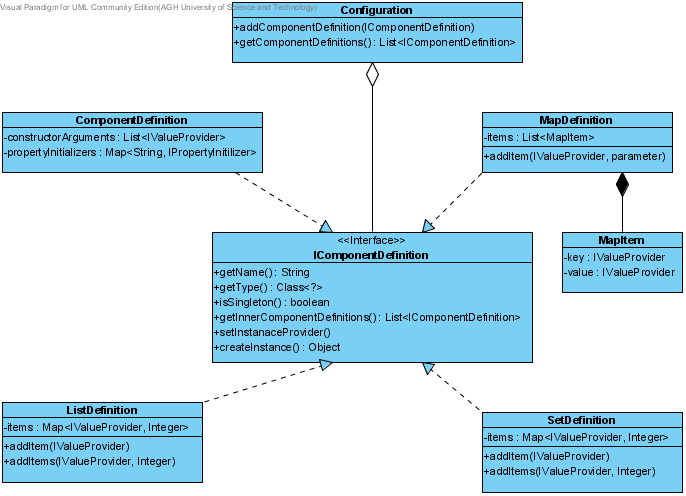 Visual Paradigm for UML Community Edition(AGH University of Science and Technology)
Configuration
+addComponentDefinition(IComponentDefinition)
+getComponentDefinitions() : List<IComponentDefinition>
ComponentDefinition
-constructorArguments : List<IValueProvider>
-propertyInitializers : Map<String, IPropertyInitilizer>
MapDefinition
-items : List<MapItem>
+addItem(IValueProvider, parameter)
MapItem
-key : IValueProvider
-value : IValueProvider
<<Interface>>
IComponentDefinition
+getName() : String
+getType() : Class<?>
+isSingleton() : boolean
+getInnerComponentDefinitions() : List<IComponentDefinition>
+setInstanaceProvider()
+createInstance() : Object
ListDefinition
-items : Map<IValueProvider, Integer>
+addItem(IValueProvider)
+addItems(IValueProvider, Integer)
SetDefinition
-items : Map<IValueProvider, Integer>
+addItem(IValueProvider)
+addItems(IValueProvider, Integer)